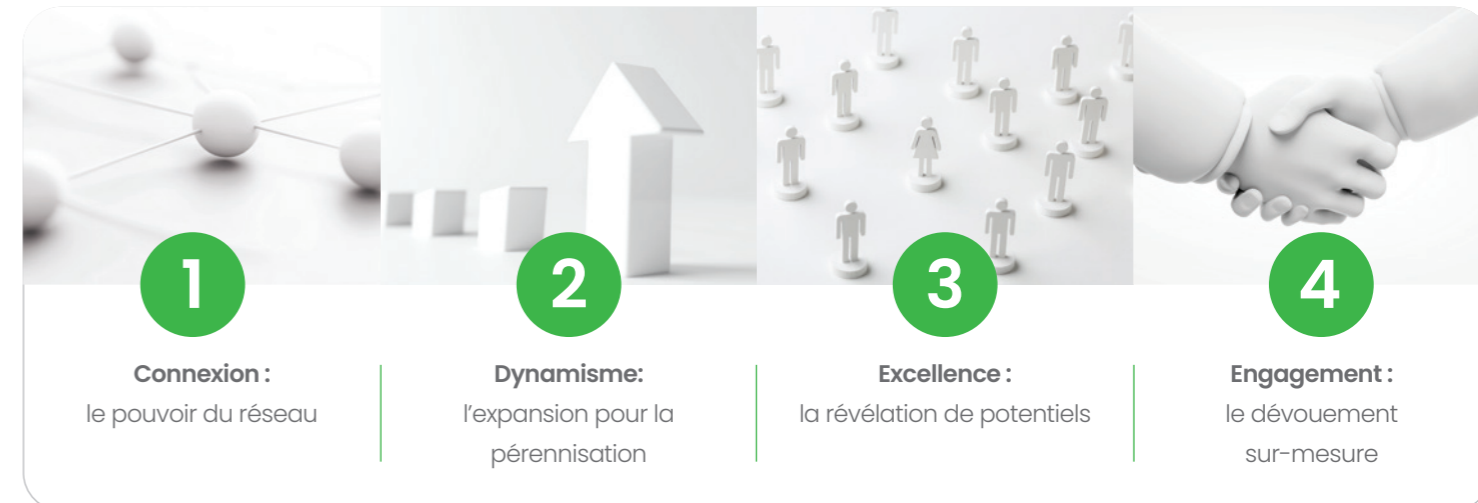 1
Connexion :
le pouvoir du réseau
2
Dynamisme:
l’expansion pour la
pérennisation
3
Excellence :
la révélation de potentiels
4
Engagement :
le dévouement
sur-mesure